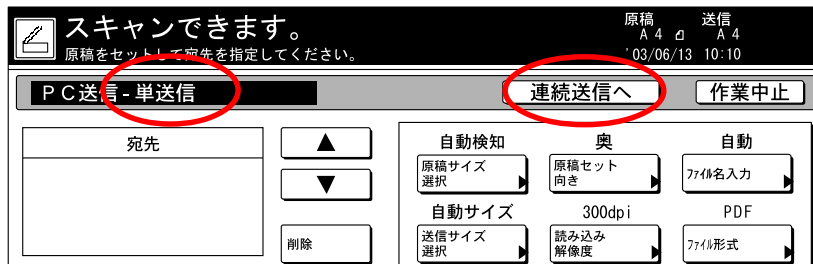 スキャンできます。
原稿をセットして宛先を指定してください。
原稿 送信
A4 A4
'03/06/13 10:10
PC送信-単送信
連続送信へ
作業中止
宛先
▲
▼
削除
自動検知 奥 自動
原稿サイズ
選択
原稿セット
向き
ﾌｧｲﾙ名入力
自動サイズ 300dpi PDF
送信サイズ
選択
読み込み
解像度
ﾌｧｲﾙ形式